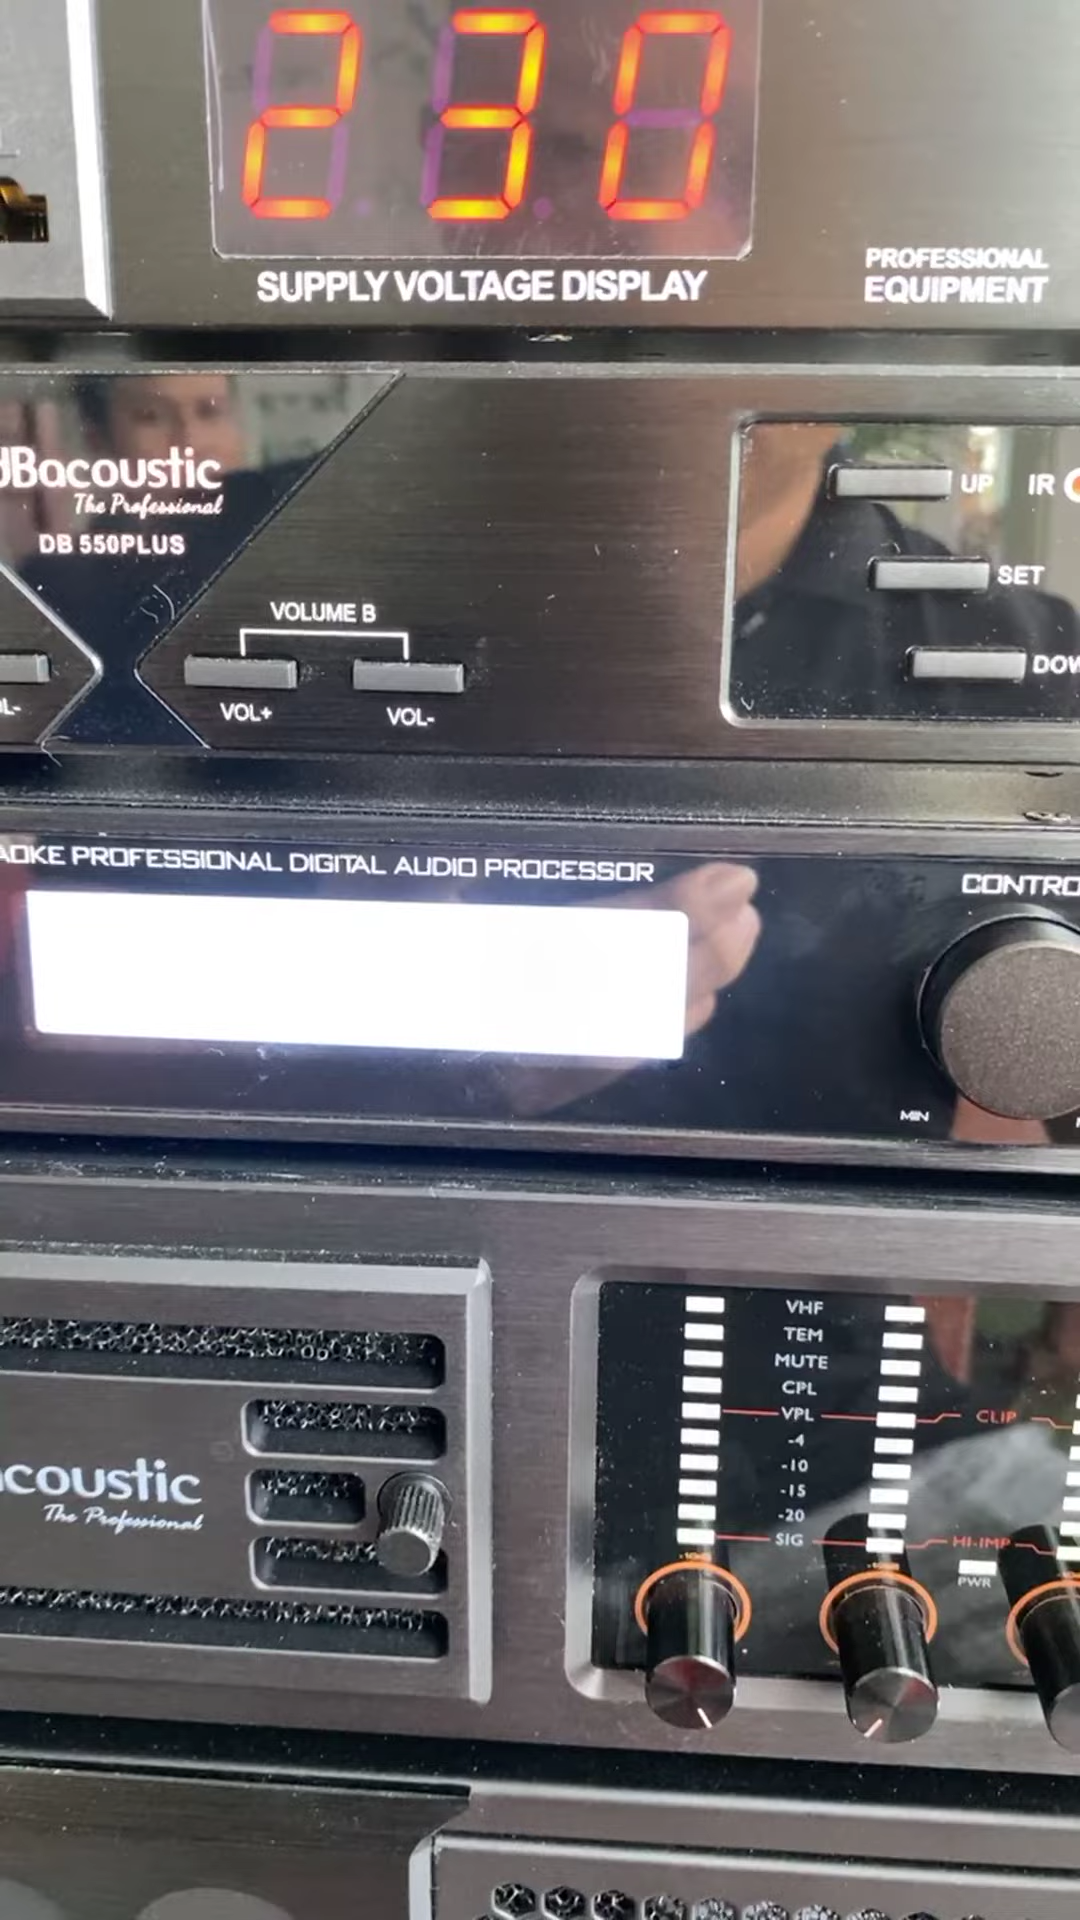 230
SUPPLY VOLTAGE DISPLAY
PROFESSIONAL
EQUIPMENT
dBacoustic
The Professional
DB 550PLUS
VOLUME B
VOL+
VOL-
UP
IR
SET
PROFESSIONAL DIGITAL AUDIO PROCESSOR
MIN
VHF
TEM
MUTE
CPL
VPL
CLIP
-4
-10
-15
-20
SIG
HI-IMP
PWR
The Professional